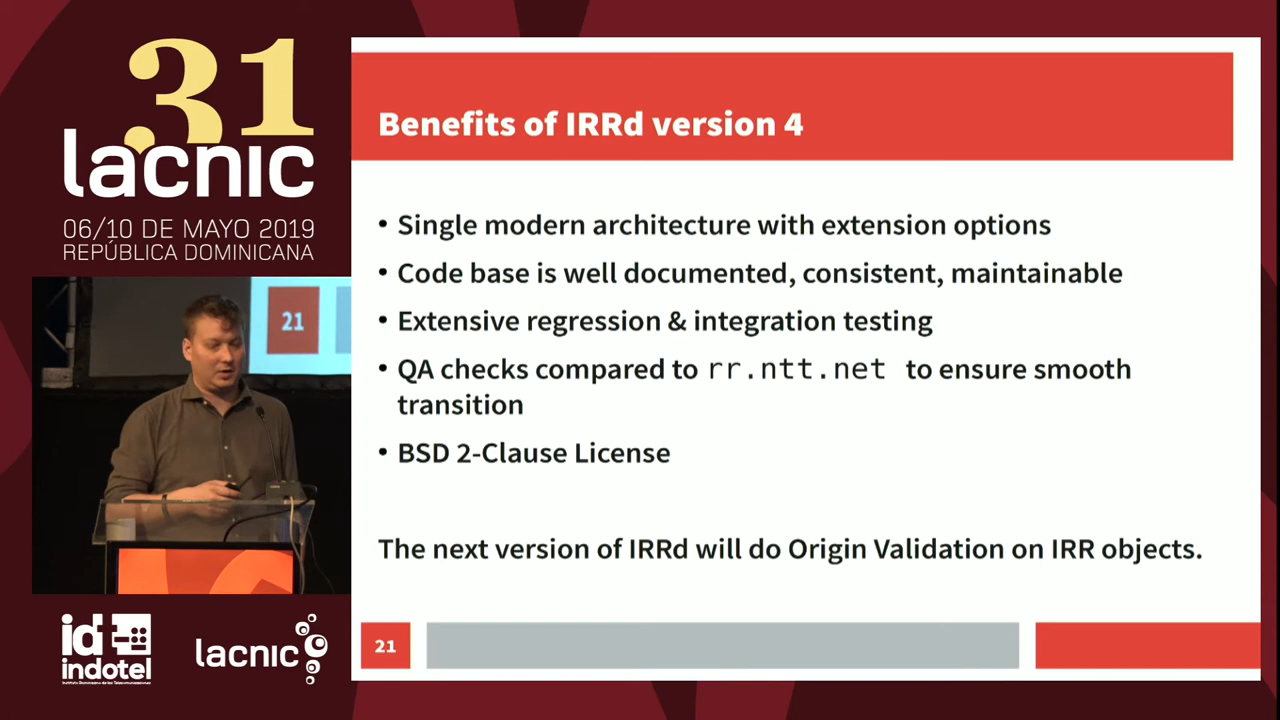 31
lacnic
06/10 DE MAYO 2019
REPÚBLICA DOMINICANA
21
id
indotel
lacnic
Benefits of IRRd version 4
• Single modern architecture with extension options
• Code base is well documented, consistent, maintainable
• Extensive regression & integration testing
• QA checks compared to rr.ntt.net to ensure smooth
transition
• BSD 2-Clause License
The next version of IRRd will do Origin Validation on IRR objects.
21